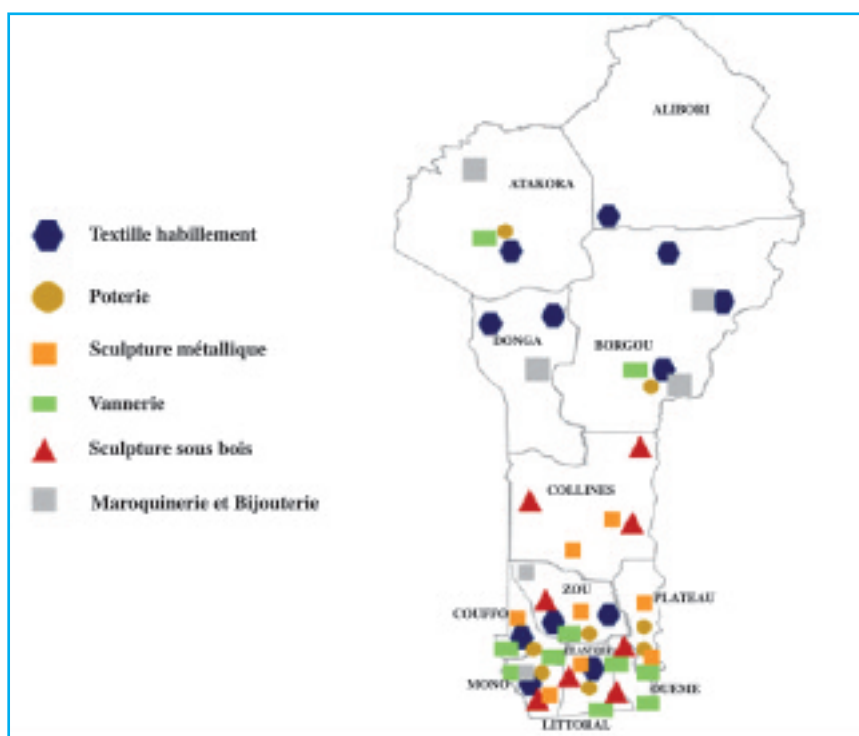 ALIBORI
ATAKORA
Textille habillement
Poterie
DONGA
BORGOU
Sculpture métallique
Vannerie
Sculpture sous bois
COLLINES
Maroquinerie et Bijouterie
ZOU
PLATEAU
COUFFO
MONO
OUEME
LITTORAL